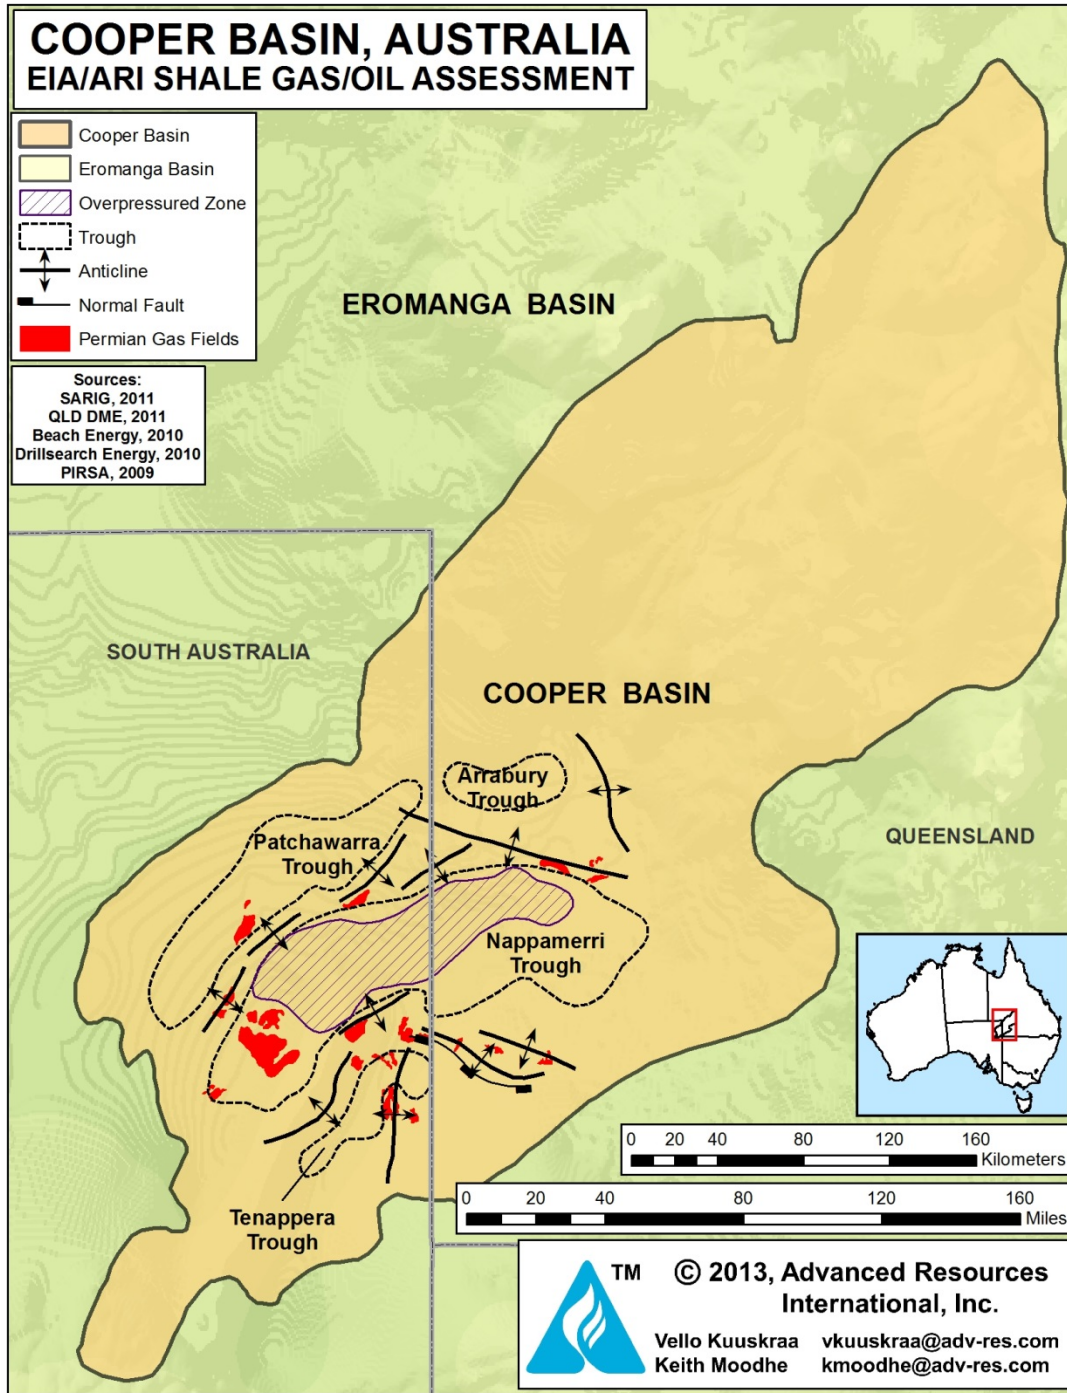 COOPER BASIN, AUSTRALIA
EIA/ARI SHALE GAS/OIL ASSESSMENT
Cooper Basin
Eromanga Basin
Overpressured Zone
Trough
Anticline
Normal Fault
Permian Gas Fields
Sources:
SARIG, 2011
QLD DME, 2011
Beach Energy, 2010
Drillsearch Energy, 2010
PIRSA, 2009
EROMANGA BASIN
SOUTH AUSTRALIA
COOPER BASIN
Arrabury
Trough
QUEENSLAND
Patchawarra
Trough
Nappamerri
Trough
Tenappera
Trough
0 20 40 80 120 160
Kilometers
0 20 40 80 120 160
Miles
TM
© 2013, Advanced Resources
International, Inc.
Vello Kuuskraa vkuuskraa@adv-res.com
Keith Moodhe kmoodhe@adv-res.com